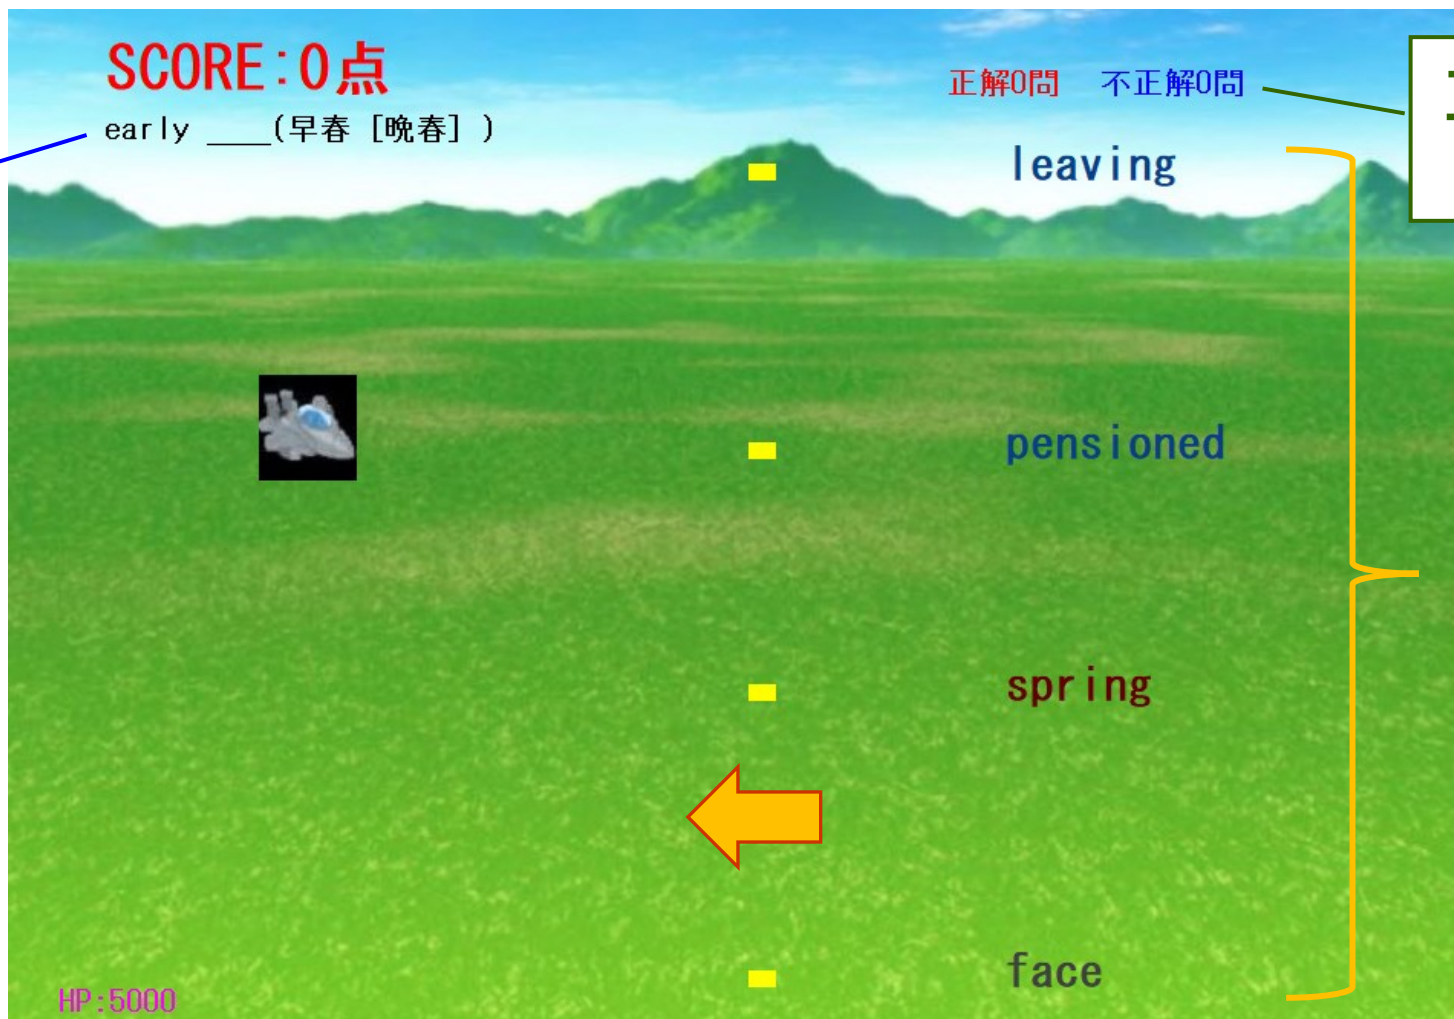 SCORE:0点
正解0問 不正解0問
early ____(早春 [晩春] )
leaving
pensioned
spring
face
HP:5000